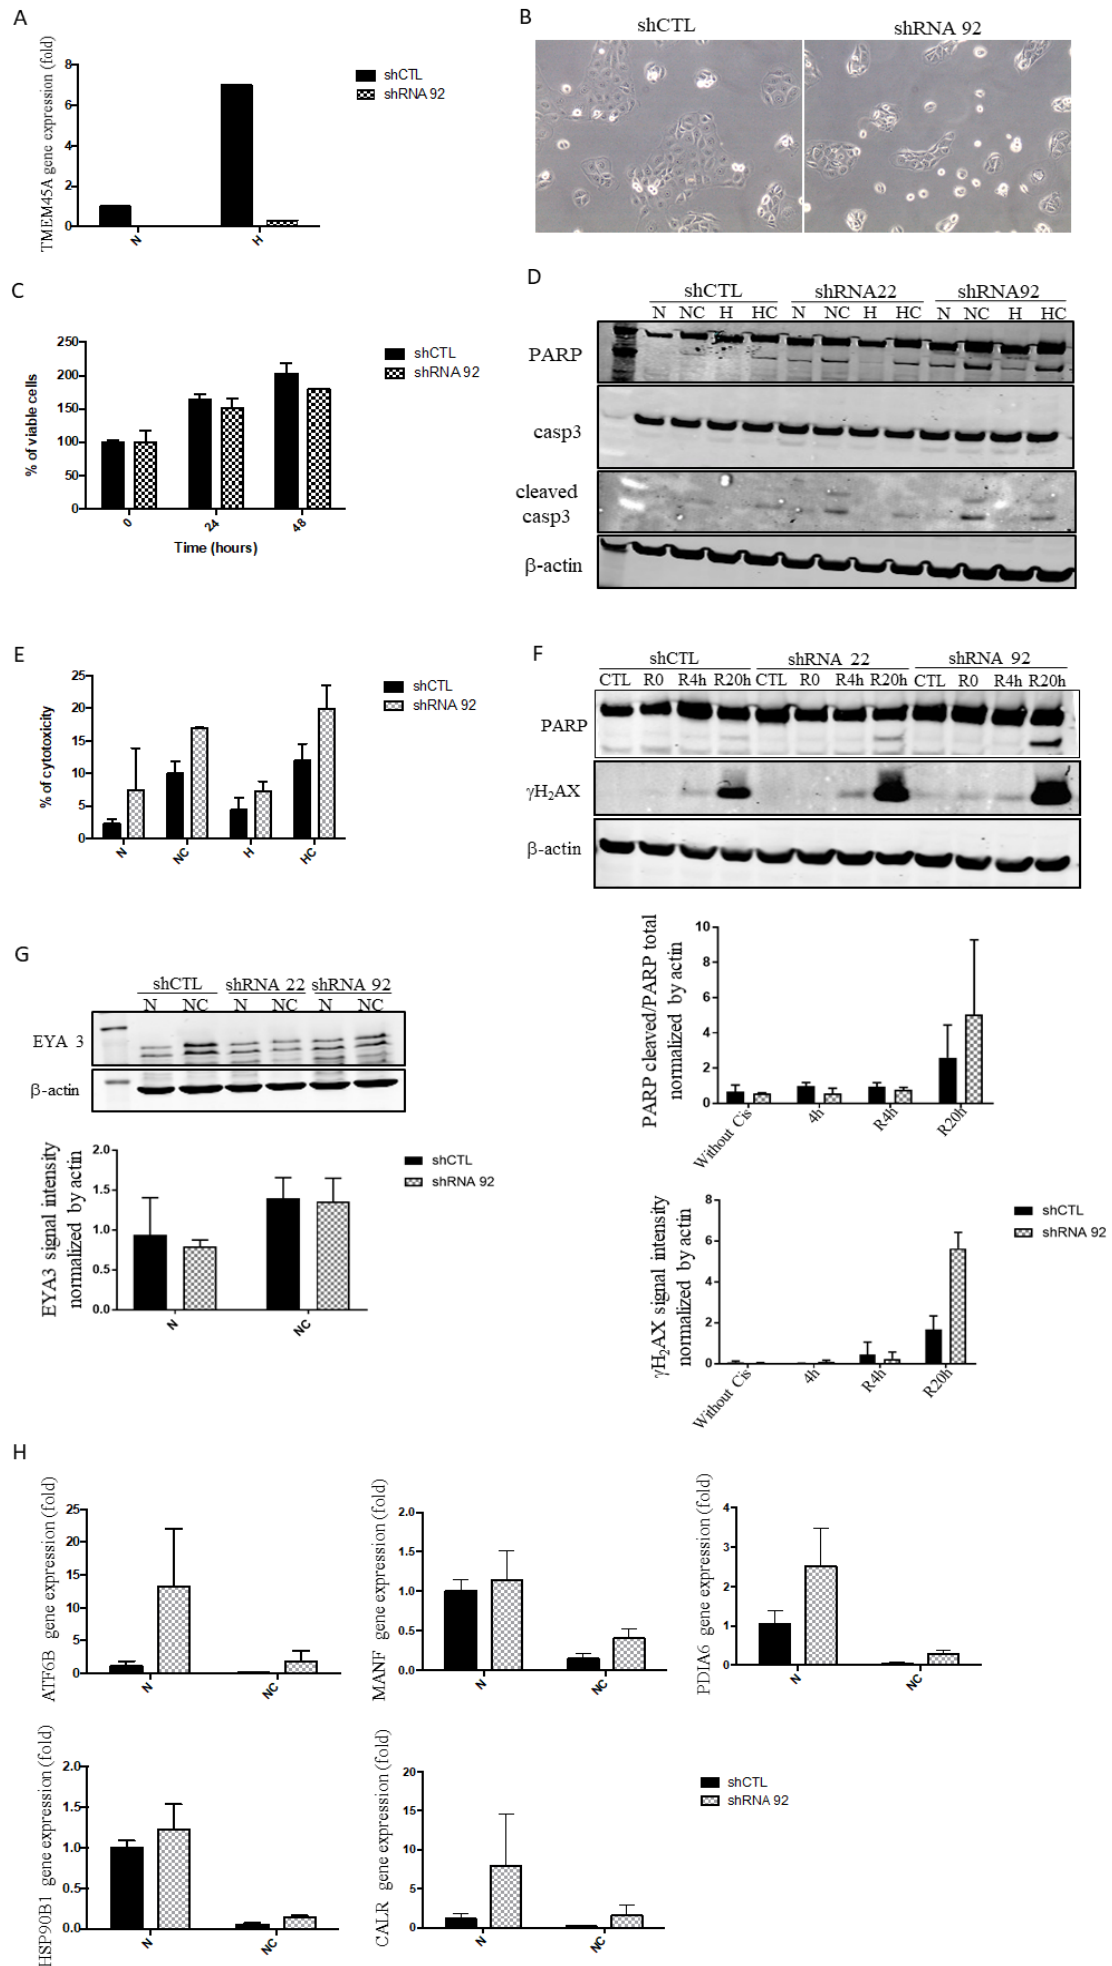 A
TMEM45A gene expression (fold)
8
6
4
2
0
N
H
shCTL
shRNA 92
B
shCTL
shRNA 92
C
% of viable cells
250
200
150
100
50
0
0
24
48
Time (hours)
shCTL
shRNA 92
D
shCTL
shRNA22
shRNA92
N NC H HC N NC H HC N NC H HC
PARP
casp3
cleaved
casp3
β-actin
E
% of cytotoxicity
25
20
15
10
5
0
N
NC
H
HC
shCTL
shRNA 92
F
shCTL
shRNA 22
shRNA 92
CTL R0 R4h R20h CTL R0 R4h R20h CTL R0 R4h R20h
PARP
γH₂AX
β-actin
PARP cleaved/PARP total
normalized by actin
10
8
6
4
2
0
Without Cis
4h
R4h
R20h
γH₂AX signal intensity
normalized by actin
8
6
4
2
0
Without Cis
4h
R4h
R20h
shCTL
shRNA 92
G
shCTL
shRNA 22
shRNA 92
N NC N NC N NC
EYA 3
β-actin
EYA3 signal intensity
normalized by actin
2.0
1.5
1.0
0.5
0.0
N
NC
shCTL
shRNA 92
H
ATF6B gene expression (fold)
25
20
15
10
5
0
N
NC
MANF gene expression (fold)
2.0
1.5
1.0
0.5
0.0
N
NC
PDIA6 gene expression (fold)
4
3
2
1
0
N
NC
HSP90B1 gene expression (fold)
2.0
1.5
1.0
0.5
0.0
N
NC
CALR gene expression (fold)
20
15
10
5
0
N
NC
shCTL
shRNA 92